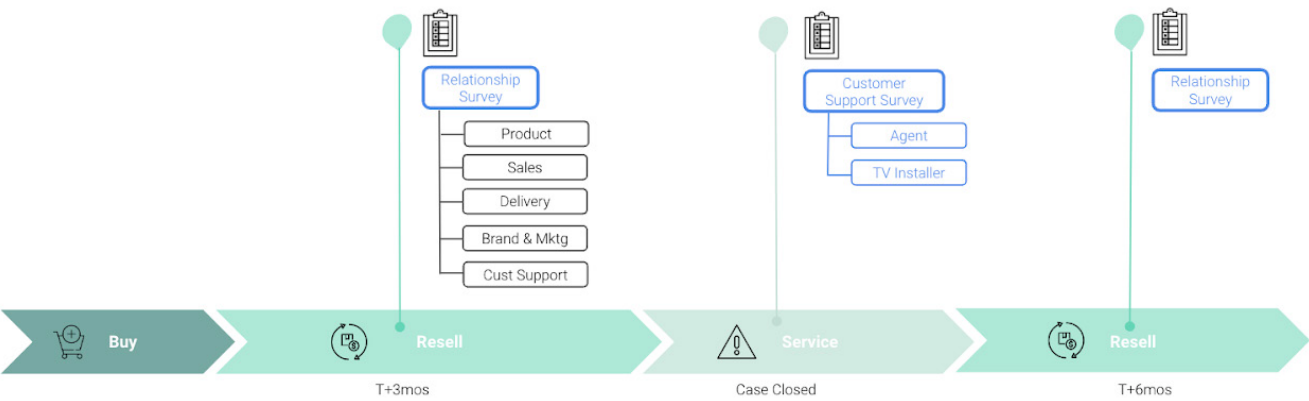 Relationship
Survey
Product
Sales
Delivery
Brand & Mktg
Cust Support
Customer
Support Survey
Agent
TV Installer
Relationship
Survey
Buy
Resell
Service
Resell
T+3mos
Case Closed
T+6mos